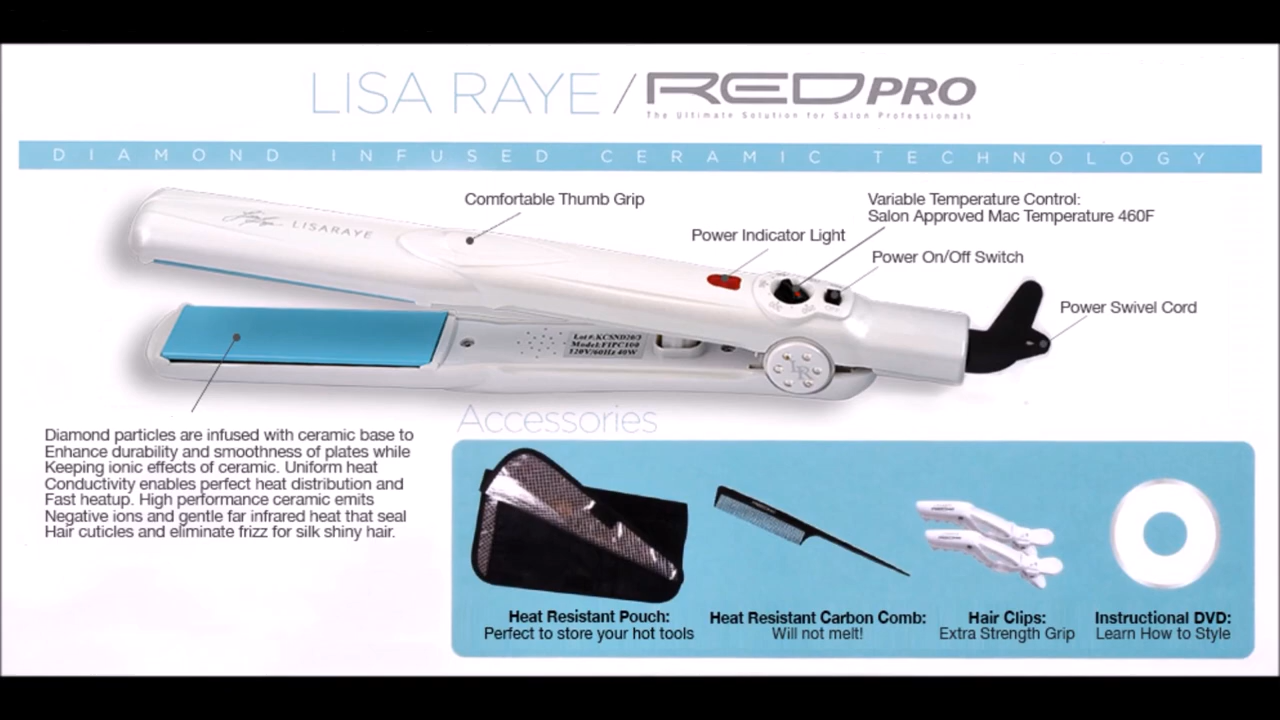 LISA RAYE / RED PRO
The Ultimate Solution for Salon Professionals
DIAMOND INFUSED CERAMIC TECHNOLOGY
Comfortable Thumb Grip
Variable Temperature Control:
Salon Approved Mac Temperature 460F
Power Indicator Light
Power On/Off Switch
Power Swivel Cord
LISARAYE
Model:FIPC100
120V/60Hz 40W
LR
Diamond particles are infused with ceramic base to
Enhance durability and smoothness of plates while
Keeping ionic effects of ceramic. Uniform heat
Conductivity enables perfect heat distribution and
Fast heatup. High performance ceramic emits
Negative ions and gentle far infrared heat that seal
Hair cuticles and eliminate frizz for silk shiny hair.
Accessories
Heat Resistant Pouch:
Perfect to store your hot tools
Heat Resistant Carbon Comb:
Will not melt!
Hair Clips:
Extra Strength Grip
Instructional DVD:
Learn How to Style